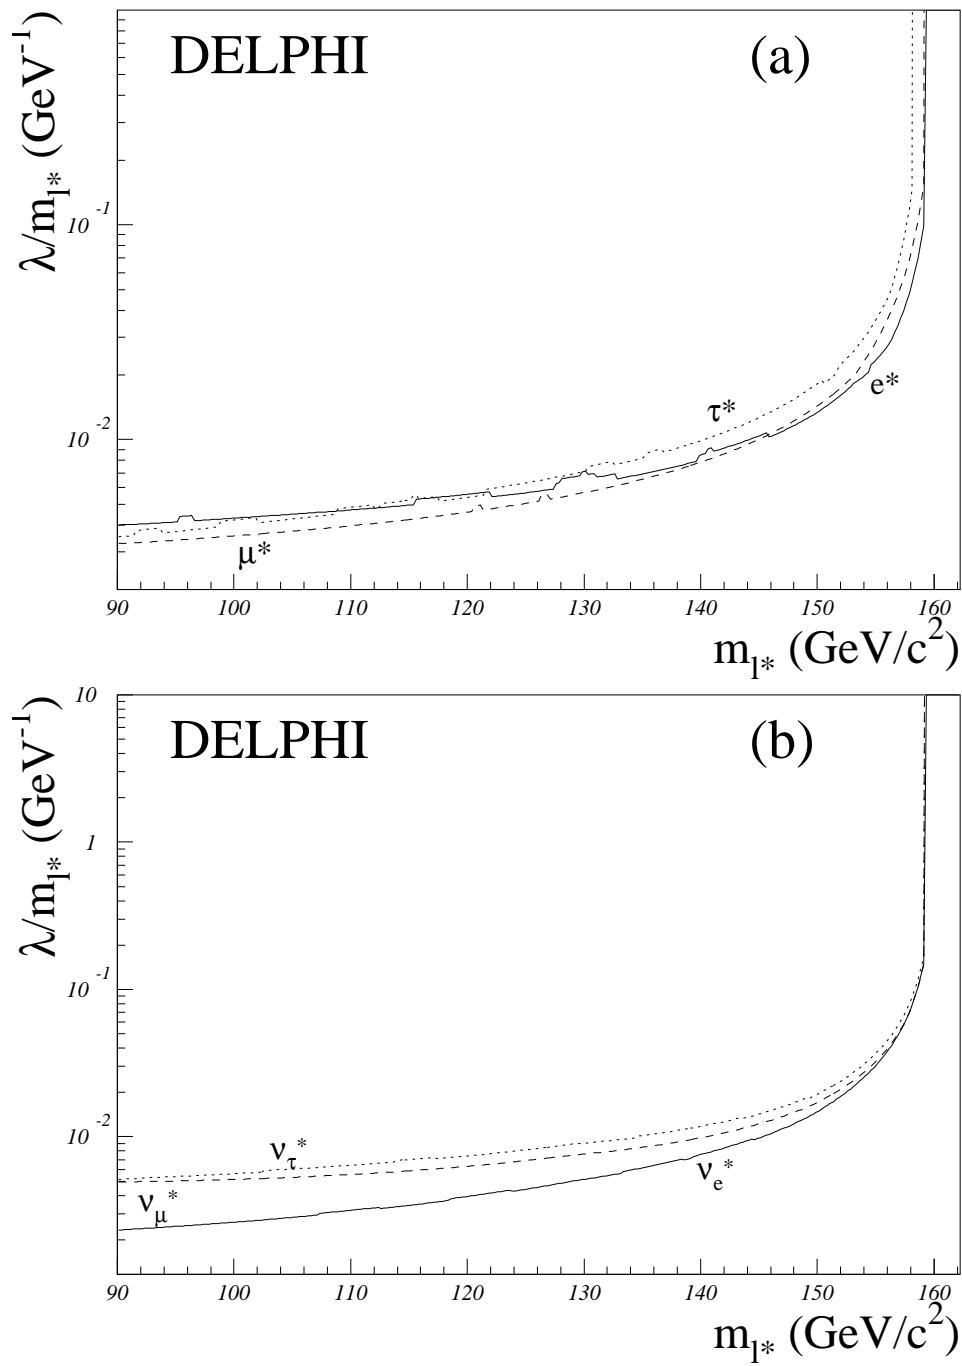 DELPHI (a)
λ/m_l* (GeV⁻¹)
10⁻¹
10⁻²
τ*
e*
μ*
90 100 110 120 130 140 150 160
m_l* (GeV/c²)
DELPHI (b)
λ/m_l* (GeV⁻¹)
10
1
10⁻¹
10⁻²
ν_τ*
ν_μ*
ν_e*
90 100 110 120 130 140 150 160
m_l* (GeV/c²)